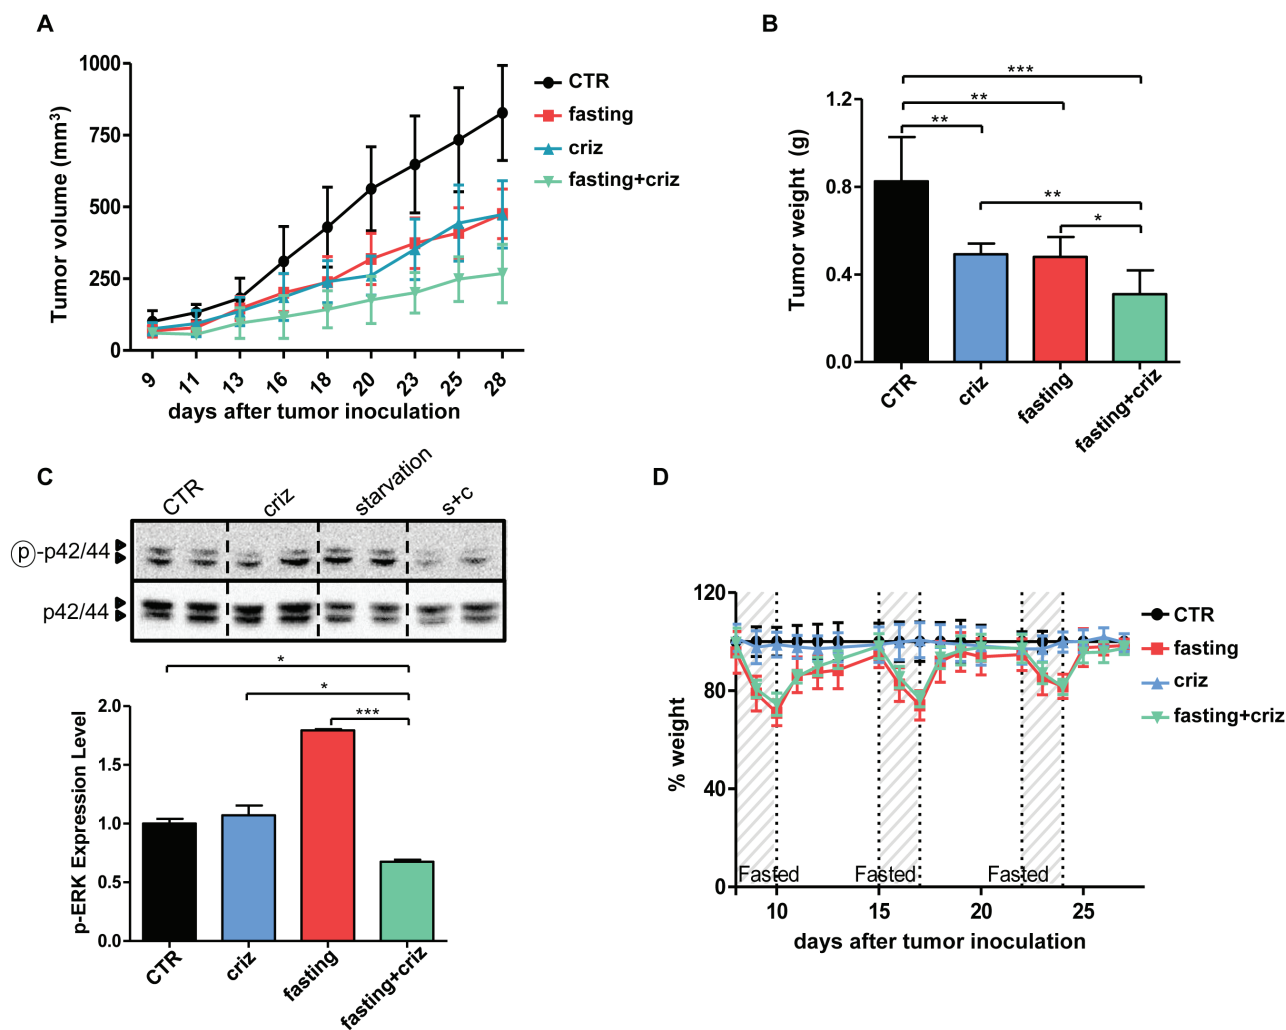 A
1000
750
500
250
0
Tumor volume (mm³)
9 11 13 16 18 20 23 25 28
days after tumor inoculation
CTR
fasting
criz
fasting+criz
B
***
**
**
**
*
1.2
0.8
0.4
0.0
Tumor weight (g)
CTR criz fasting fasting+criz
C
CTR criz starvation s+c
p-p42/44
p42/44
*
*
***
2.0
1.5
1.0
0.5
0.0
p-ERK Expression Level
CTR criz fasting fasting+criz
D
120
80
40
0
% weight
Fasted Fasted Fasted
10 15 20 25
days after tumor inoculation
CTR
fasting
criz
fasting+criz